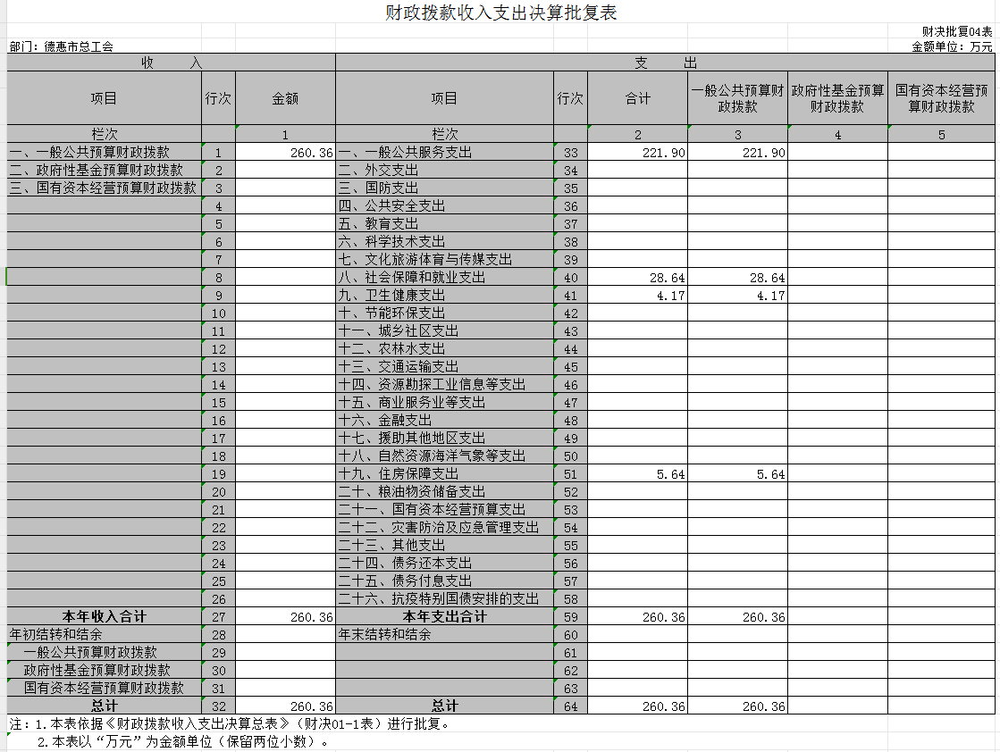 财政拨款收入支出决算批复表
财决批复04表
部门：德惠市总工会 金额单位：万元
收 入 支 出
项目 行次 金额 项目 行次 合计 一般公共预算财政拨款 政府性基金预算财政拨款 国有资本经营预算财政拨款
栏次 1 栏次 2 3 4 5
一、一般公共预算财政拨款 1 260.36 一、一般公共服务支出 33 221.90 221.90
二、政府性基金预算财政拨款 2 二、外交支出 34
三、国有资本经营预算财政拨款 3 三、国防支出 35
4 四、公共安全支出 36
5 五、教育支出 37
6 六、科学技术支出 38
7 七、文化旅游体育与传媒支出 39
8 八、社会保障和就业支出 40 28.64 28.64
9 九、卫生健康支出 41 4.17 4.17
10 十、节能环保支出 42
11 十一、城乡社区支出 43
12 十二、农林水支出 44
13 十三、交通运输支出 45
14 十四、资源勘探工业信息等支出 46
15 十五、商业服务业等支出 47
16 十六、金融支出 48
17 十七、援助其他地区支出 49
18 十八、自然资源海洋气象等支出 50
19 十九、住房保障支出 51 5.64 5.64
20 二十、粮油物资储备支出 52
21 二十一、国有资本经营预算支出 53
22 二十二、灾害防治及应急管理支出 54
23 二十三、其他支出 55
24 二十四、债务还本支出 56
25 二十五、债务付息支出 57
26 二十六、抗疫特别国债安排的支出 58
本年收入合计 27 260.36 本年支出合计 59 260.36 260.36
年初结转和结余 28 年末结转和结余 60
一般公共预算财政拨款 29 61
政府性基金预算财政拨款 30 62
国有资本经营预算财政拨款 31 63
总计 32 260.36 总计 64 260.36 260.36
注：1.本表依据《财政拨款收入支出决算总表》（财决01-1表）进行批复。
2.本表以“万元”为金额单位（保留两位小数）。